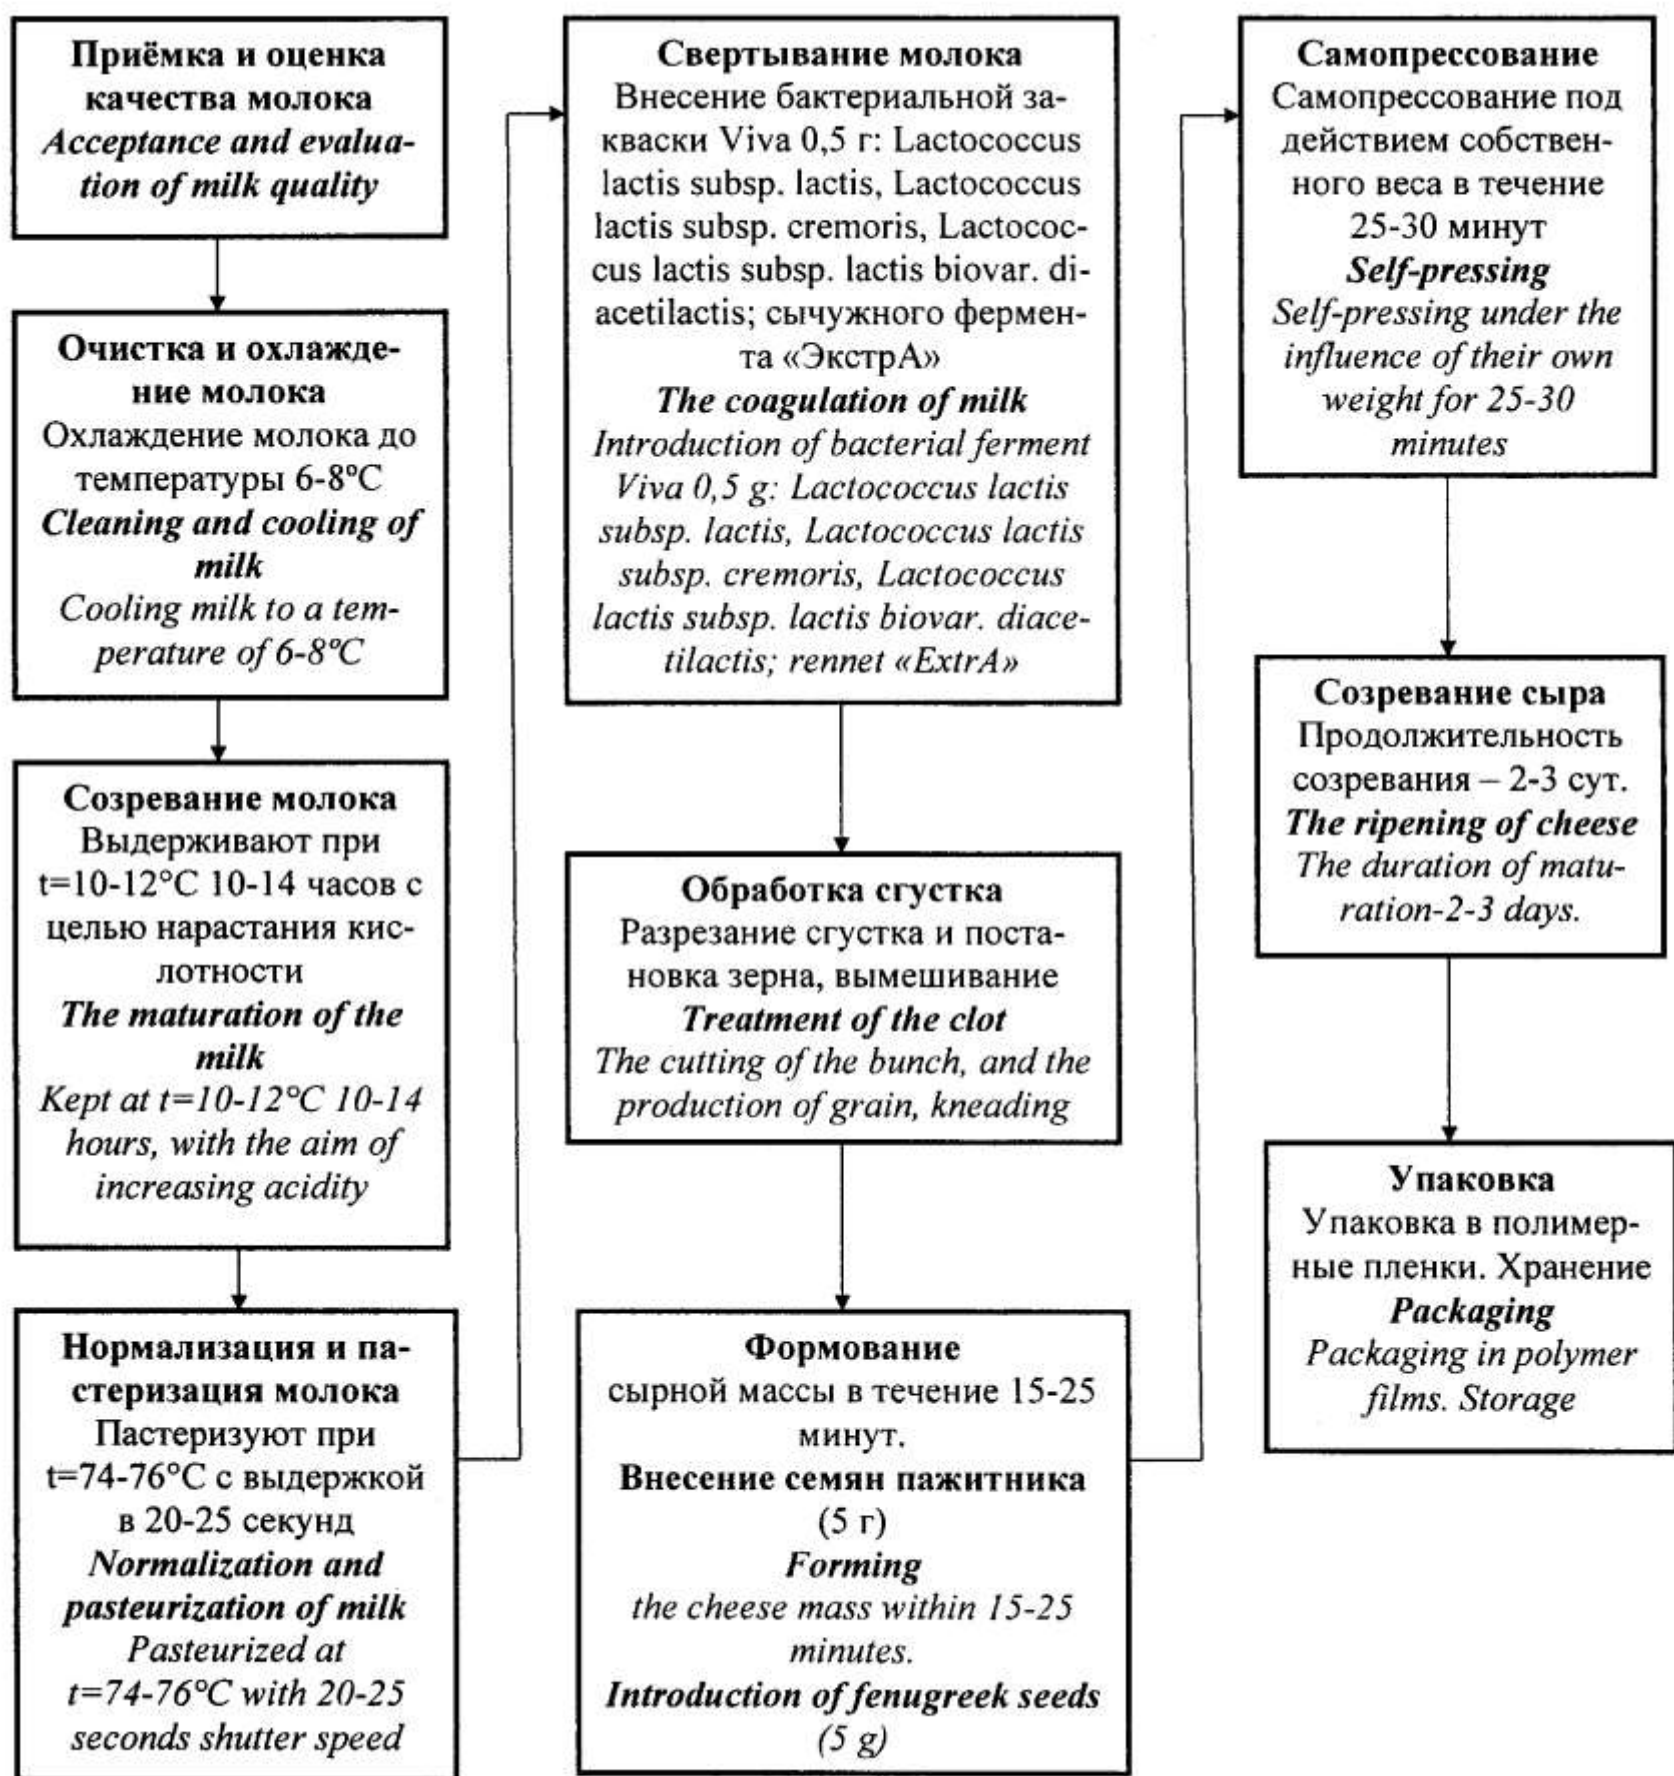 Приёмка и оценка
качества молока
Acceptance and evalua-
tion of milk quality
Очистка и охлажде-
ние молока
Охлаждение молока до
температуры 6-8ºС
Cleaning and cooling of
milk
Cooling milk to a tem-
perature of 6-8ºC
Созревание молока
Выдерживают при
t=10-12°C 10-14 часов с
целью нарастания кис-
лотности
The maturation of the
milk
Kept at t=10-12°C 10-14
hours, with the aim of
increasing acidity
Нормализация и па-
стеризация молока
Пастеризуют при
t=74-76°C с выдержкой
в 20-25 секунд
Normalization and
pasteurization of milk
Pasteurized at
t=74-76°C with 20-25
seconds shutter speed
Свертывание молока
Внесение бактериальной за-
кваски Viva 0,5 г: Lactococcus
lactis subsp. lactis, Lactococcus
lactis subsp. cremoris, Lactococ-
cus lactis subsp. lactis biovar. di-
acetilactis; сычужного фермен-
та «ЭкстрА»
The coagulation of milk
Introduction of bacterial ferment
Viva 0,5 g: Lactococcus lactis
subsp. lactis, Lactococcus lactis
subsp. cremoris, Lactococcus
lactis subsp. lactis biovar. diace-
tilactis; rennet «ExtrA»
Обработка сгустка
Разрезание сгустка и поста-
новка зерна, вымешивание
Treatment of the clot
The cutting of the bunch, and the
production of grain, kneading
Формование
сырной массы в течение 15-25
минут.
Внесение семян пажитника
(5 г)
Forming
the cheese mass within 15-25
minutes.
Introduction of fenugreek seeds
(5 g)
Самопрессование
Самопрессование под
действием собствен-
ного веса в течение
25-30 минут
Self-pressing
Self-pressing under the
influence of their own
weight for 25-30
minutes
Созревание сыра
Продолжительность
созревания – 2-3 сут.
The ripening of cheese
The duration of matu-
ration-2-3 days.
Упаковка
Упаковка в полимер-
ные пленки. Хранение
Packaging
Packaging in polymer
films. Storage